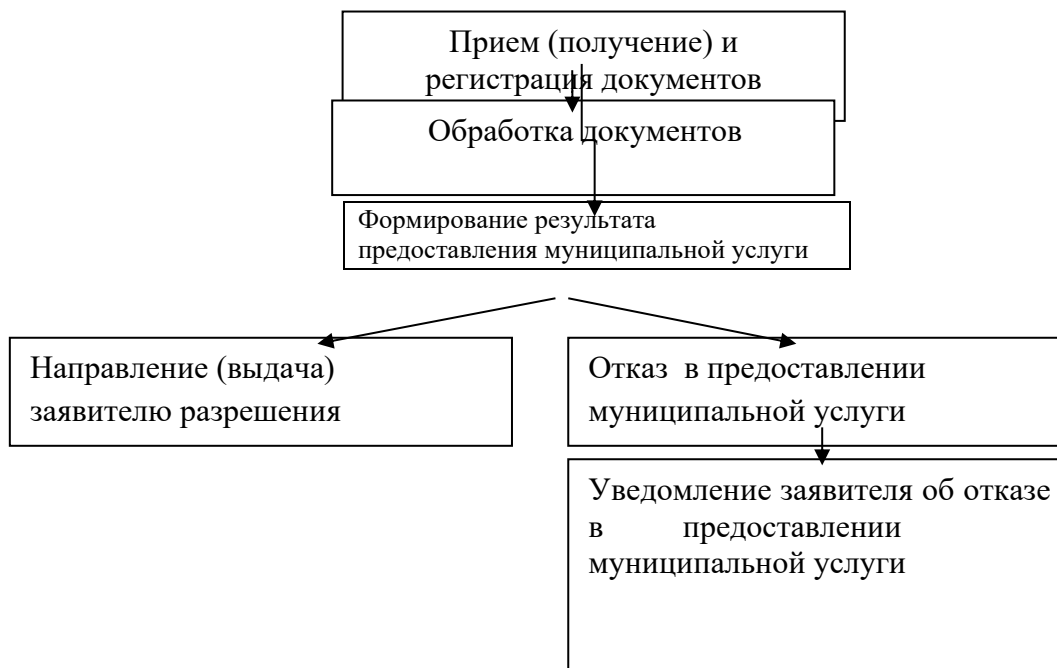 Прием (получение) и
регистрация документов
Обработка документов
Формирование результата
предоставления муниципальной услуги
Направление (выдача)
заявителю разрешения
Отказ в предоставлении
муниципальной услуги
Уведомление заявителя об отказе
в предоставлении
муниципальной услуги